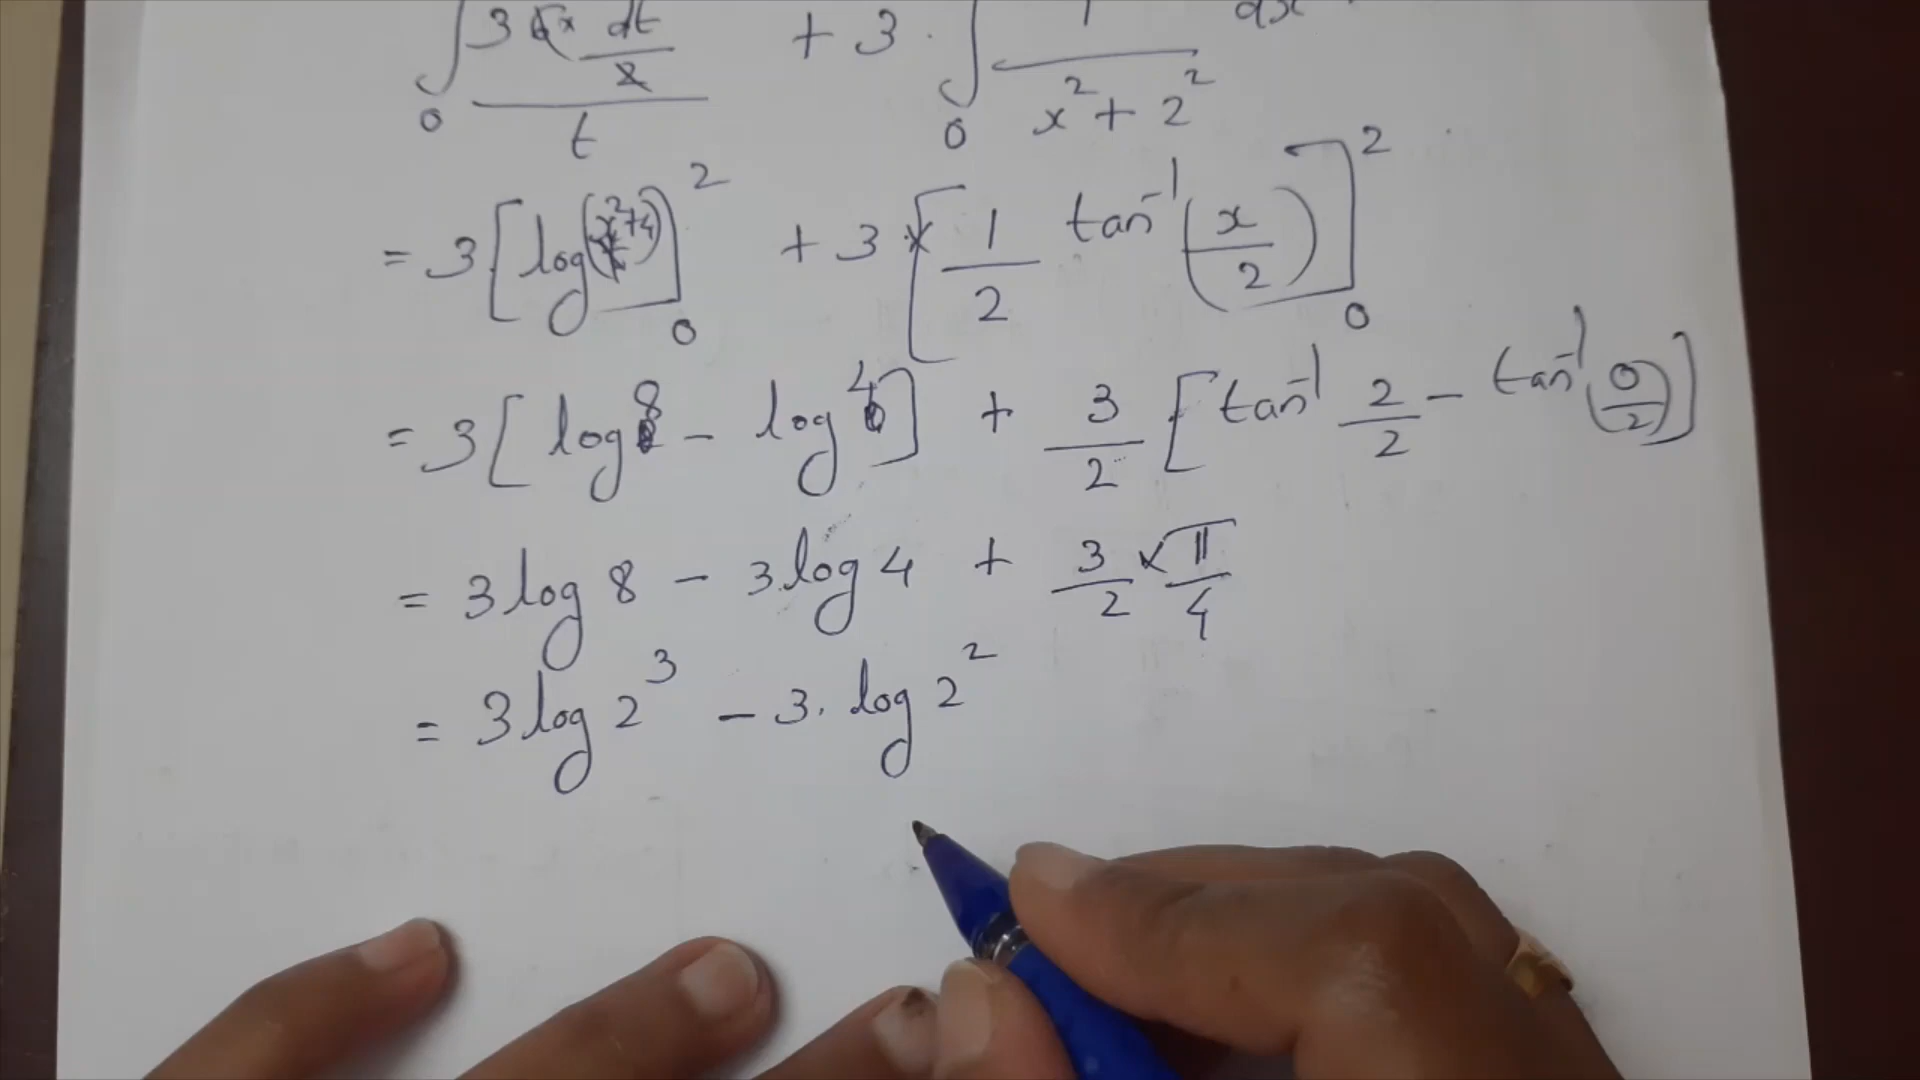 ∫₀ 3 × dt/2 / t + 3 · ∫₀ 1/(x² + 2²) dx
= 3 [log(x²+4)]₀² + 3 × [1/2 tan⁻¹(x/2)]₀²
= 3 [log 8 − log 4] + 3/2 [tan⁻¹ 2/2 − tan⁻¹(0/2)]
= 3 log 8 − 3 log 4 + 3/2 × π/4
= 3 log 2³ − 3. log 2²